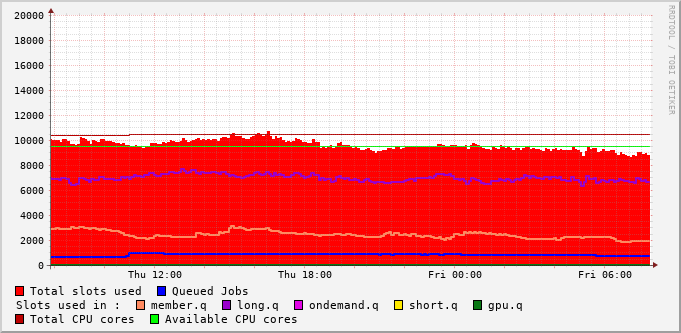 RRDTOOL / TOBI OETIKER
20000
18000
16000
14000
12000
10000
8000
6000
4000
2000
0
Thu 12:00 Thu 18:00 Fri 00:00 Fri 06:00
Total slots used Queued Jobs
Slots used in : member.q long.q ondemand.q short.q gpu.q
Total CPU cores Available CPU cores